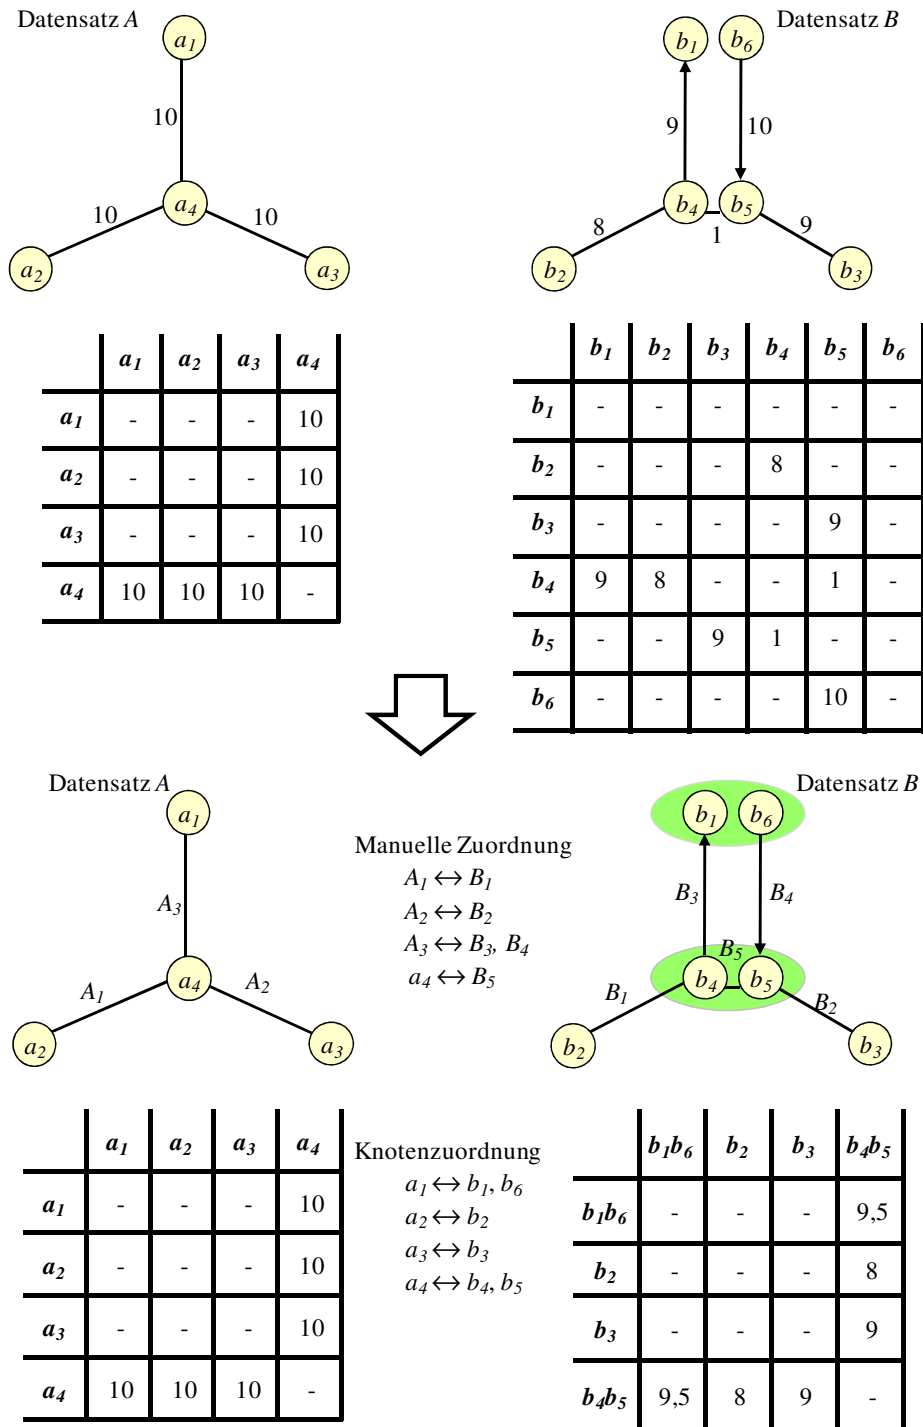 Datensatz A
a1
10
10
10
a4
a2
a3
Datensatz B
b1
b6
9
10
b4
b5
8
1
9
b2
b3
a1 a2 a3 a4
a1 - - - 10
a2 - - - 10
a3 - - - 10
a4 10 10 10 -
b1 b2 b3 b4 b5 b6
b1 - - - - - -
b2 - - - 8 - -
b3 - - - - 9 -
b4 9 8 - - 1 -
b5 - - 9 1 - -
b6 - - - - 10 -
Datensatz A
a1
A3
a4
A1
A2
a2
a3
Manuelle Zuordnung
A1 ↔ B1
A2 ↔ B2
A3 ↔ B3, B4
a4 ↔ B5
Datensatz B
b1
b6
B3
B4
B5
b4
b5
B1
B2
b2
b3
a1 a2 a3 a4
a1 - - - 10
a2 - - - 10
a3 - - - 10
a4 10 10 10 -
Knotenzuordnung
a1 ↔ b1, b6
a2 ↔ b2
a3 ↔ b3
a4 ↔ b4, b5
b1b6 b2 b3 b4b5
b1b6 - - - 9,5
b2 - - - 8
b3 - - - 9
b4b5 9,5 8 9 -